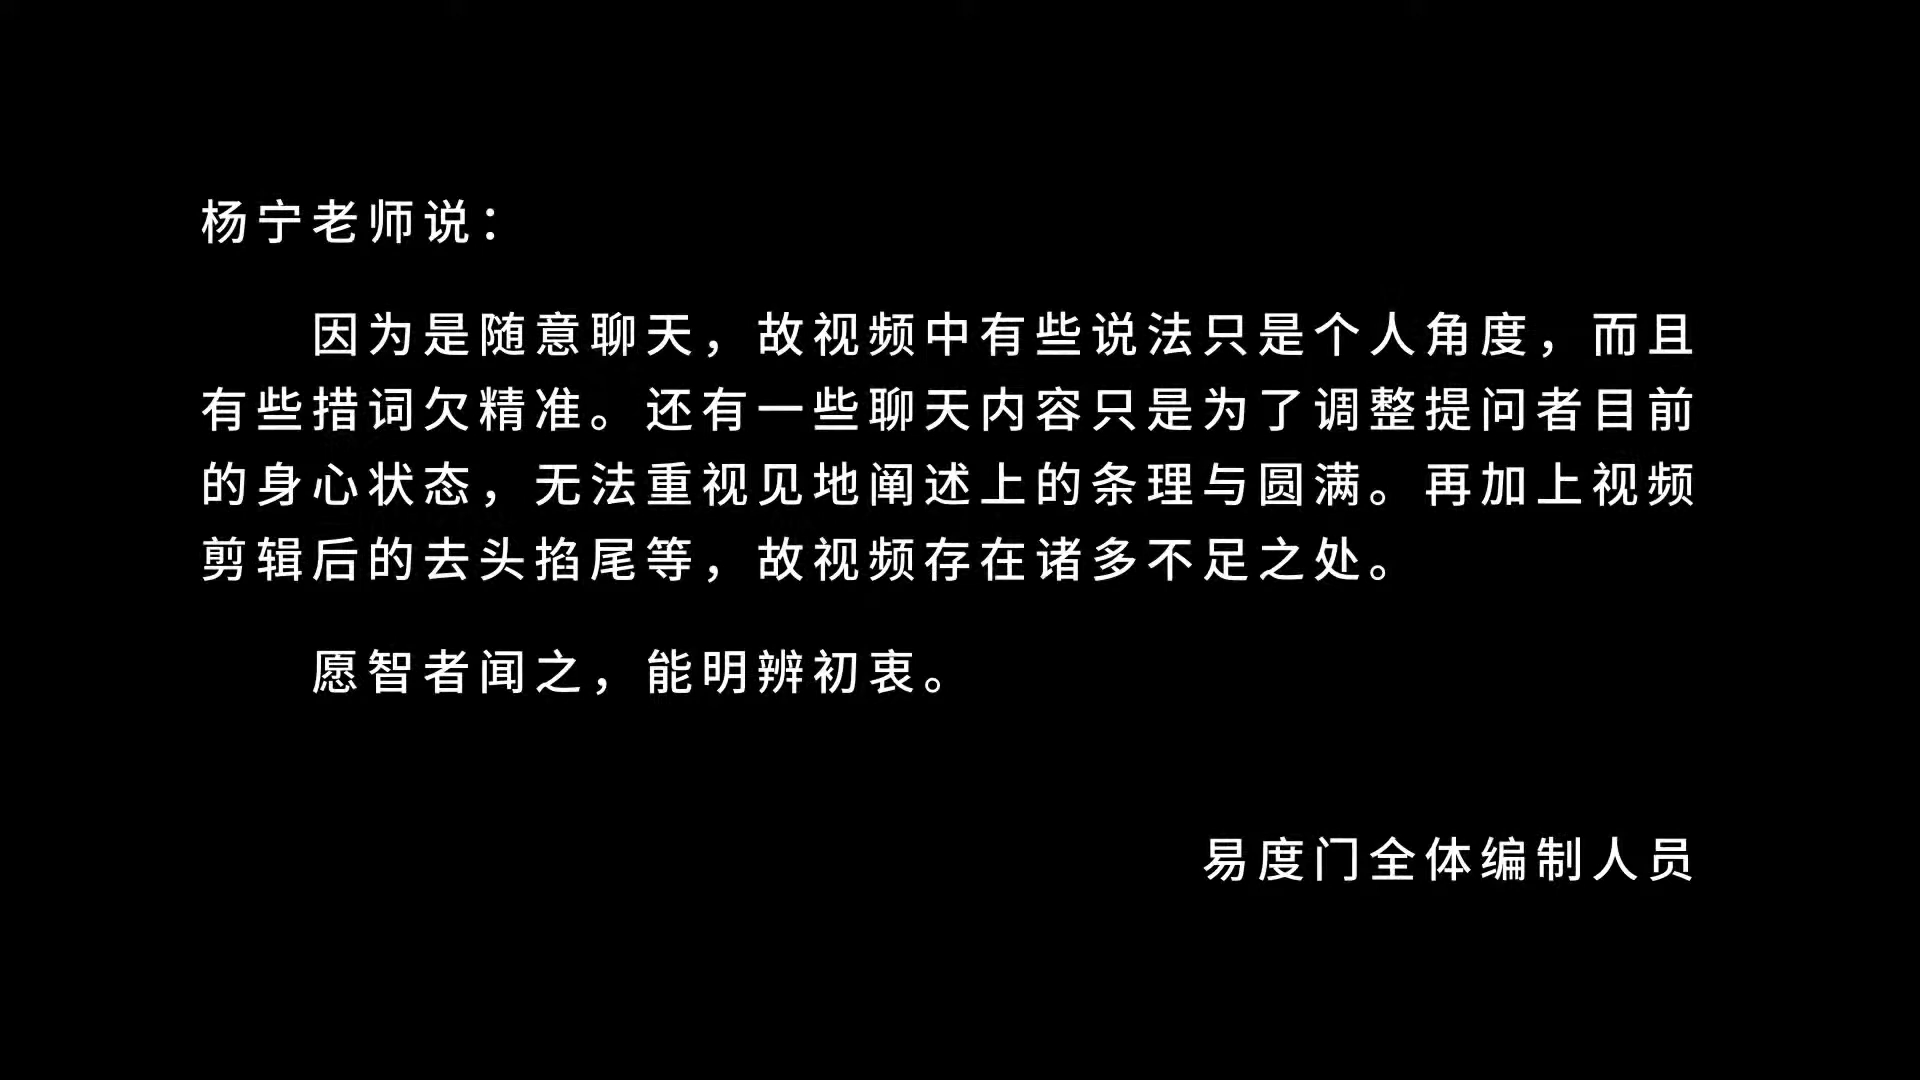 杨宁老师说：
因为是随意聊天，故视频中有些说法只是个人角度，而且
有些措词欠精准。还有一些聊天内容只是为了调整提问者目前
的身心状态，无法重视见地阐述上的条理与圆满。再加上视频
剪辑后的去头掐尾等，故视频存在诸多不足之处。
愿智者闻之，能明辨初衷。
易度门全体编制人员